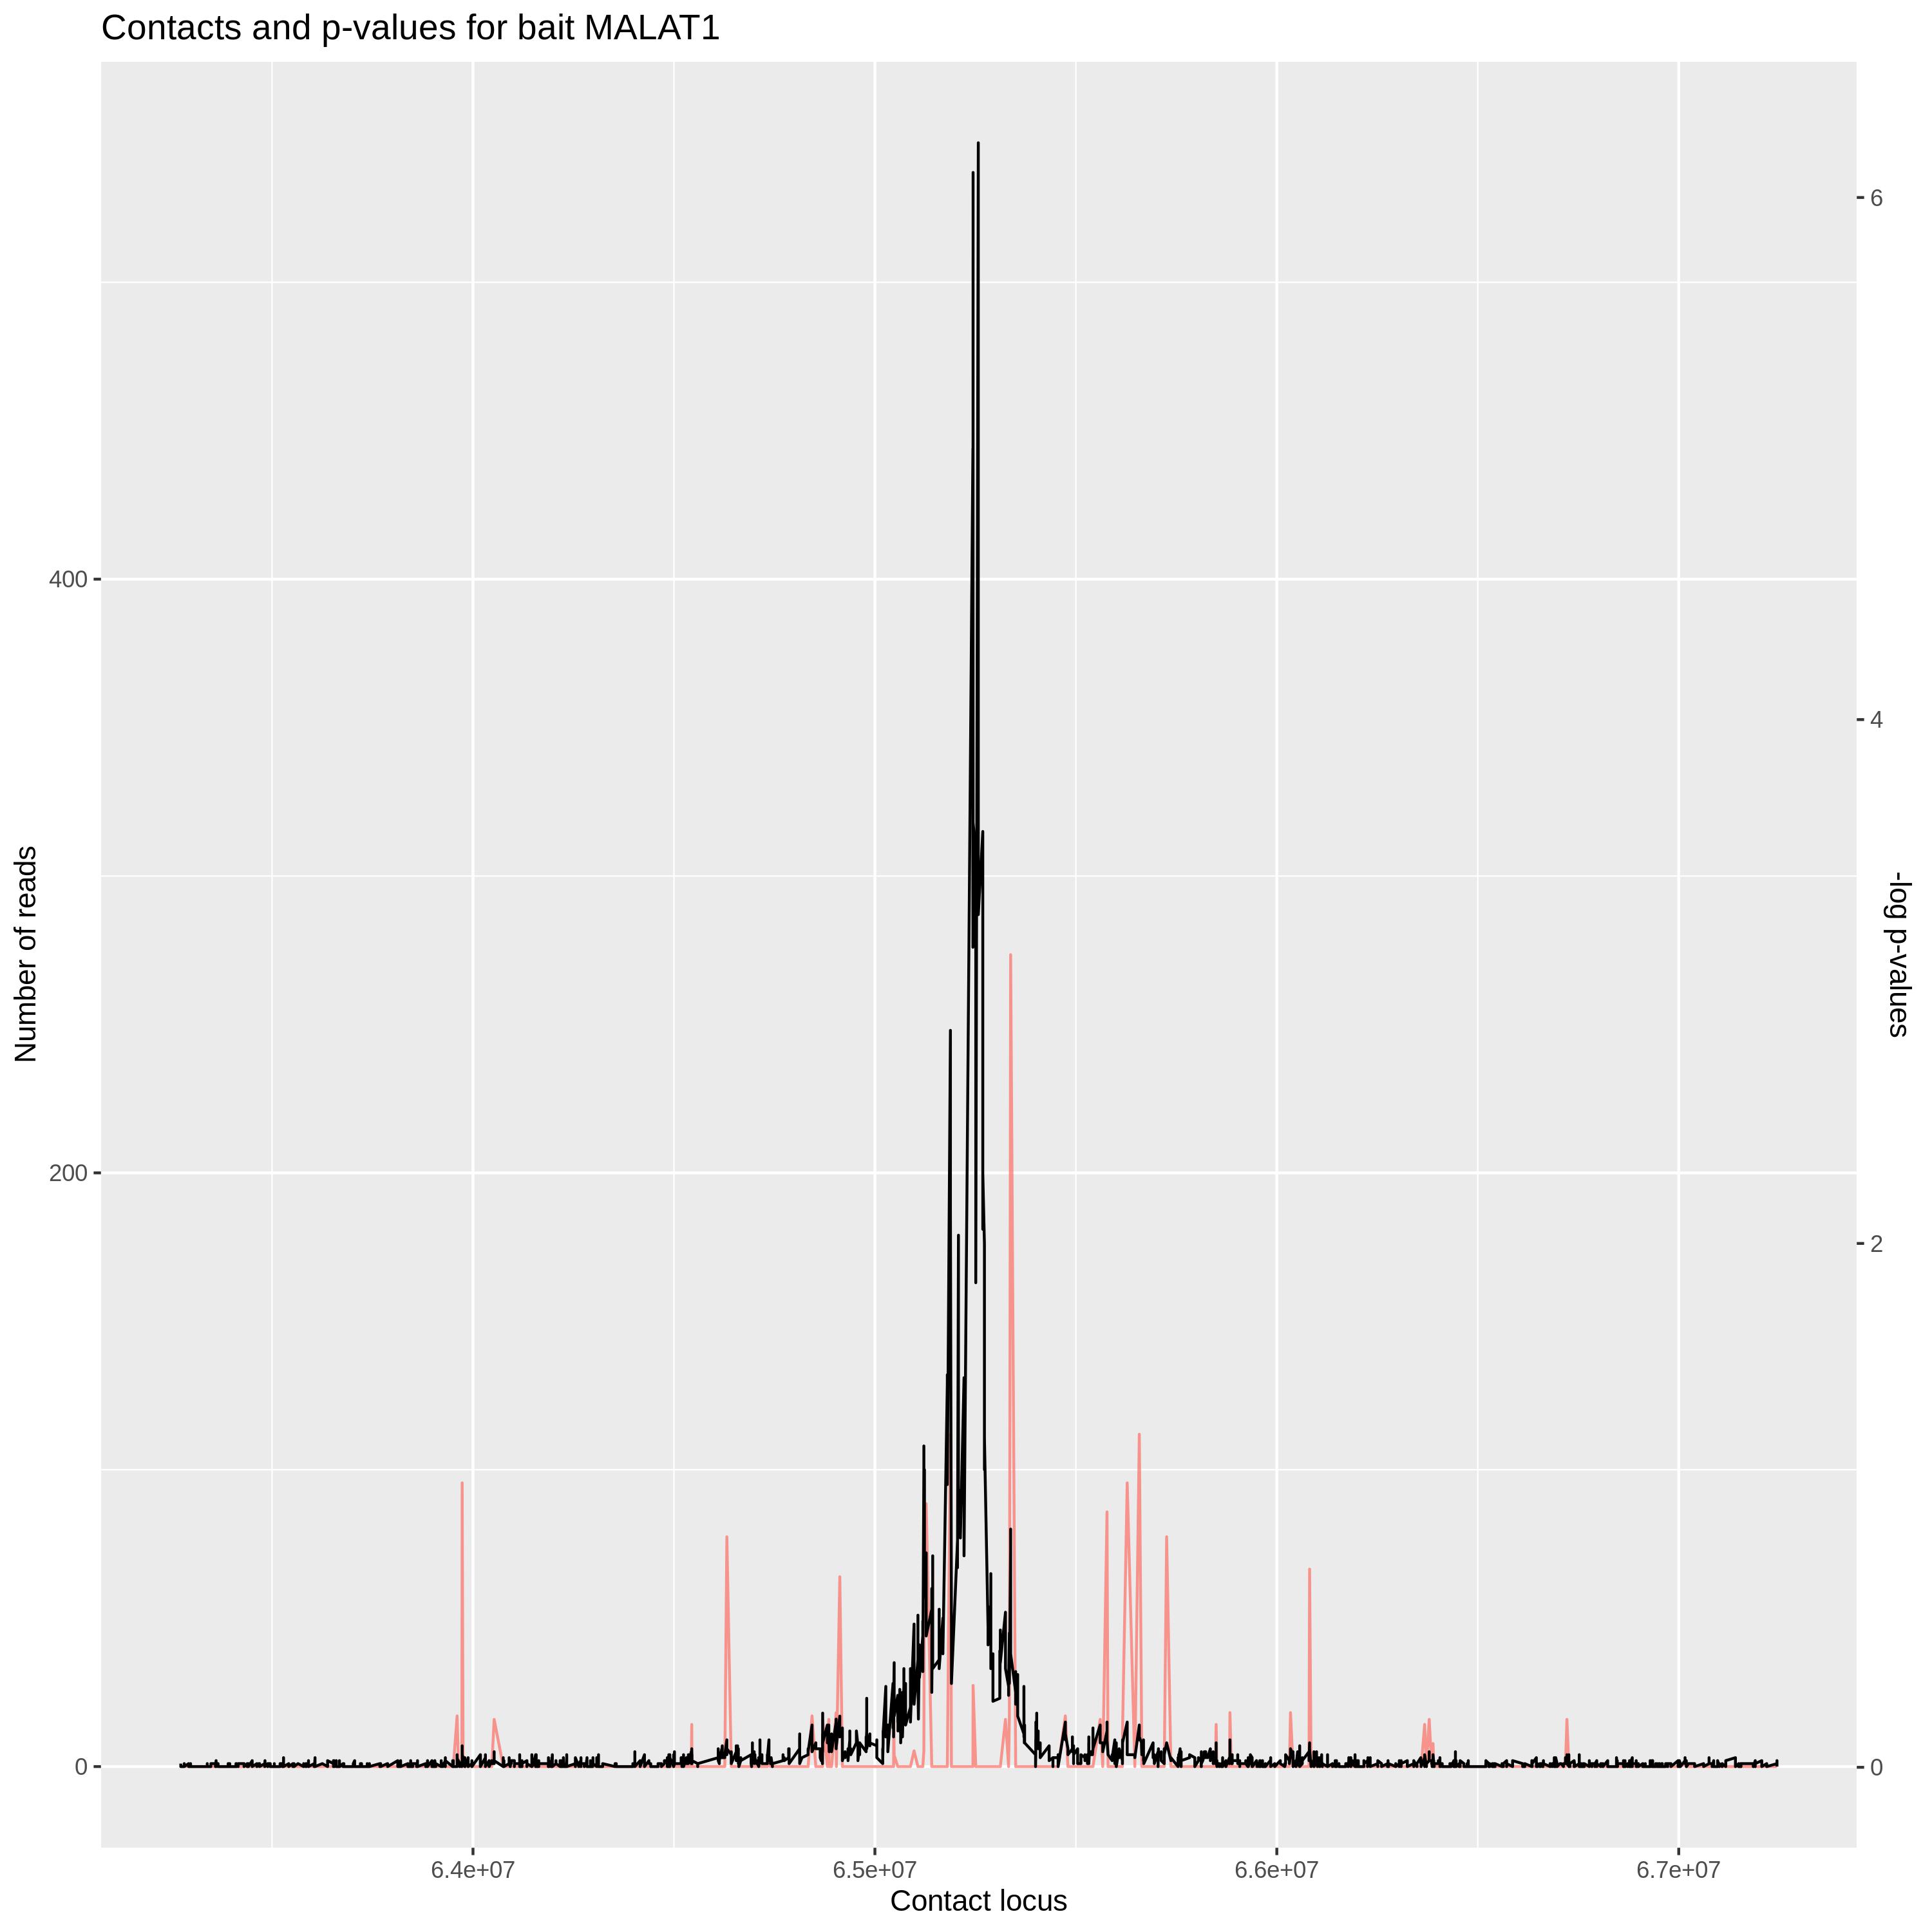 Contacts and p-values for bait MALAT1
Number of reads
400
200
0
6
4
2
0
-log p-values
6.4e+07 6.5e+07 6.6e+07 6.7e+07
Contact locus